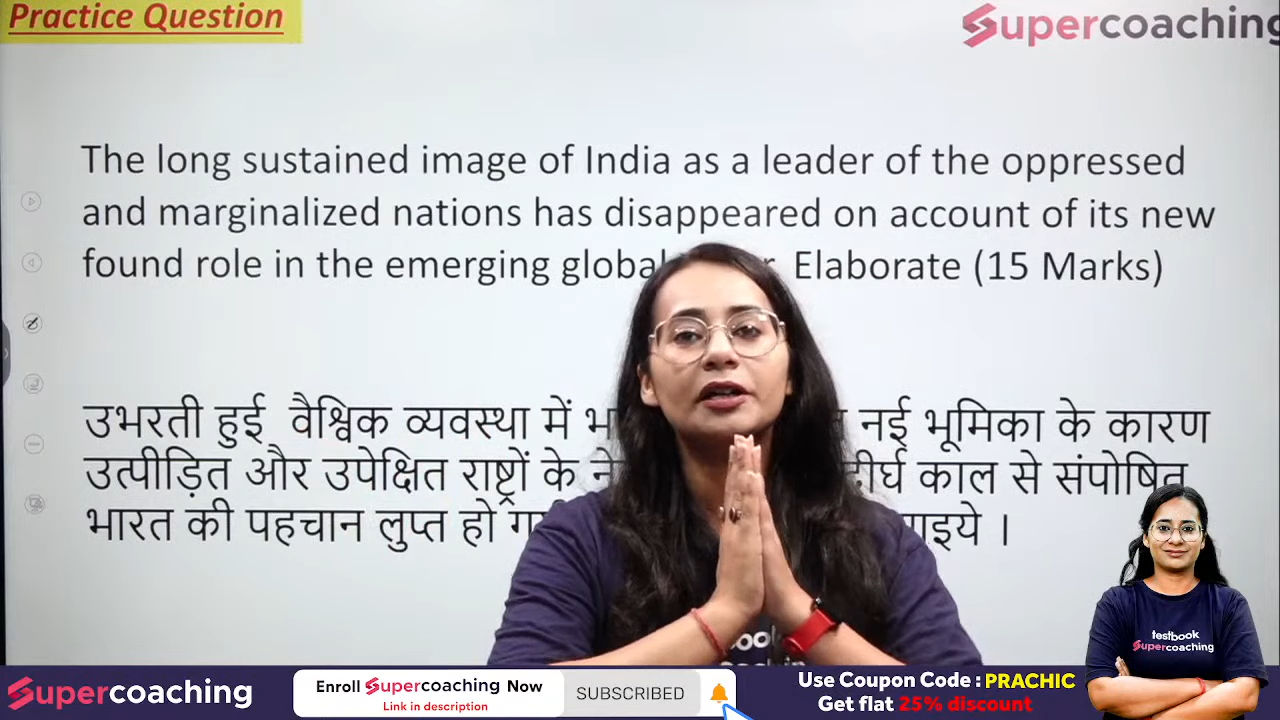 Practice Question
Supercoaching
The long sustained image of India as a leader of the oppressed
and marginalized nations has disappeared on account of its new
found role in the emerging global Elaborate (15 Marks)
उभरती हुई वैश्विक व्यवस्था में नई भूमिका के कारण
उत्पीड़ित और उपेक्षित राष्ट्रों के दीर्घ काल से संपोषित
भारत की पहचान लुप्त हो
testbook
Supercoaching
Supercoaching
Enroll Supercoaching Now
Link in description
SUBSCRIBED
Use Coupon Code : PRACHIC
Get flat 25% discount